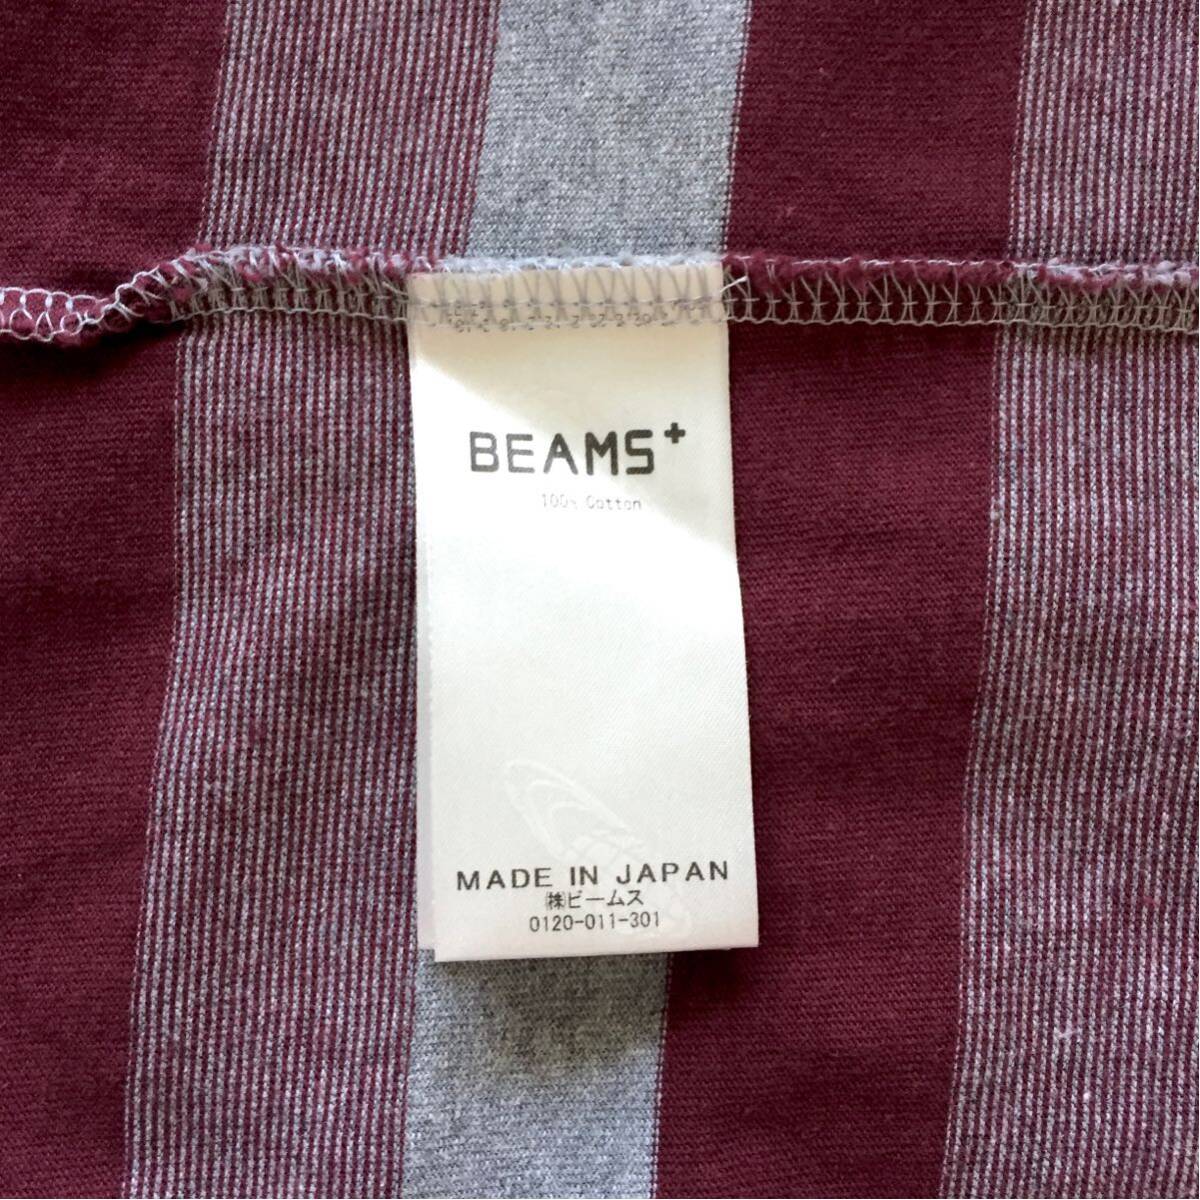 BEAMS+
100% Cotton
MADE IN JAPAN
㈱ビームス
0120-011-301